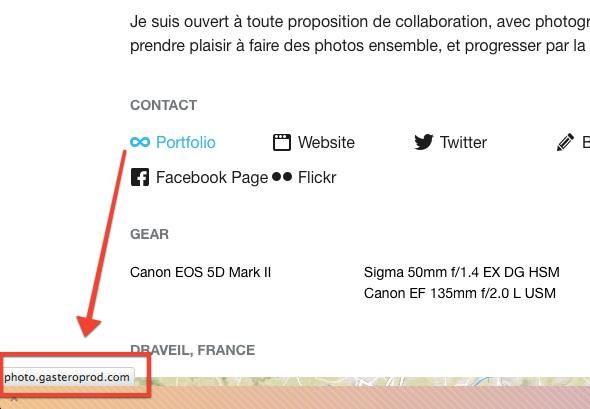 Je suis ouvert à toute proposition de collaboration, avec
prendre plaisir à faire des photos ensemble, et progresser par la
CONTACT
Portfolio Website Twitter
Facebook Page Flickr
GEAR
Canon EOS 5D Mark II Sigma 50mm f/1.4 EX DG HSM
Canon EF 135mm f/2.0 L USM
DRAVEIL, FRANCE
photo.gasteroprod.com